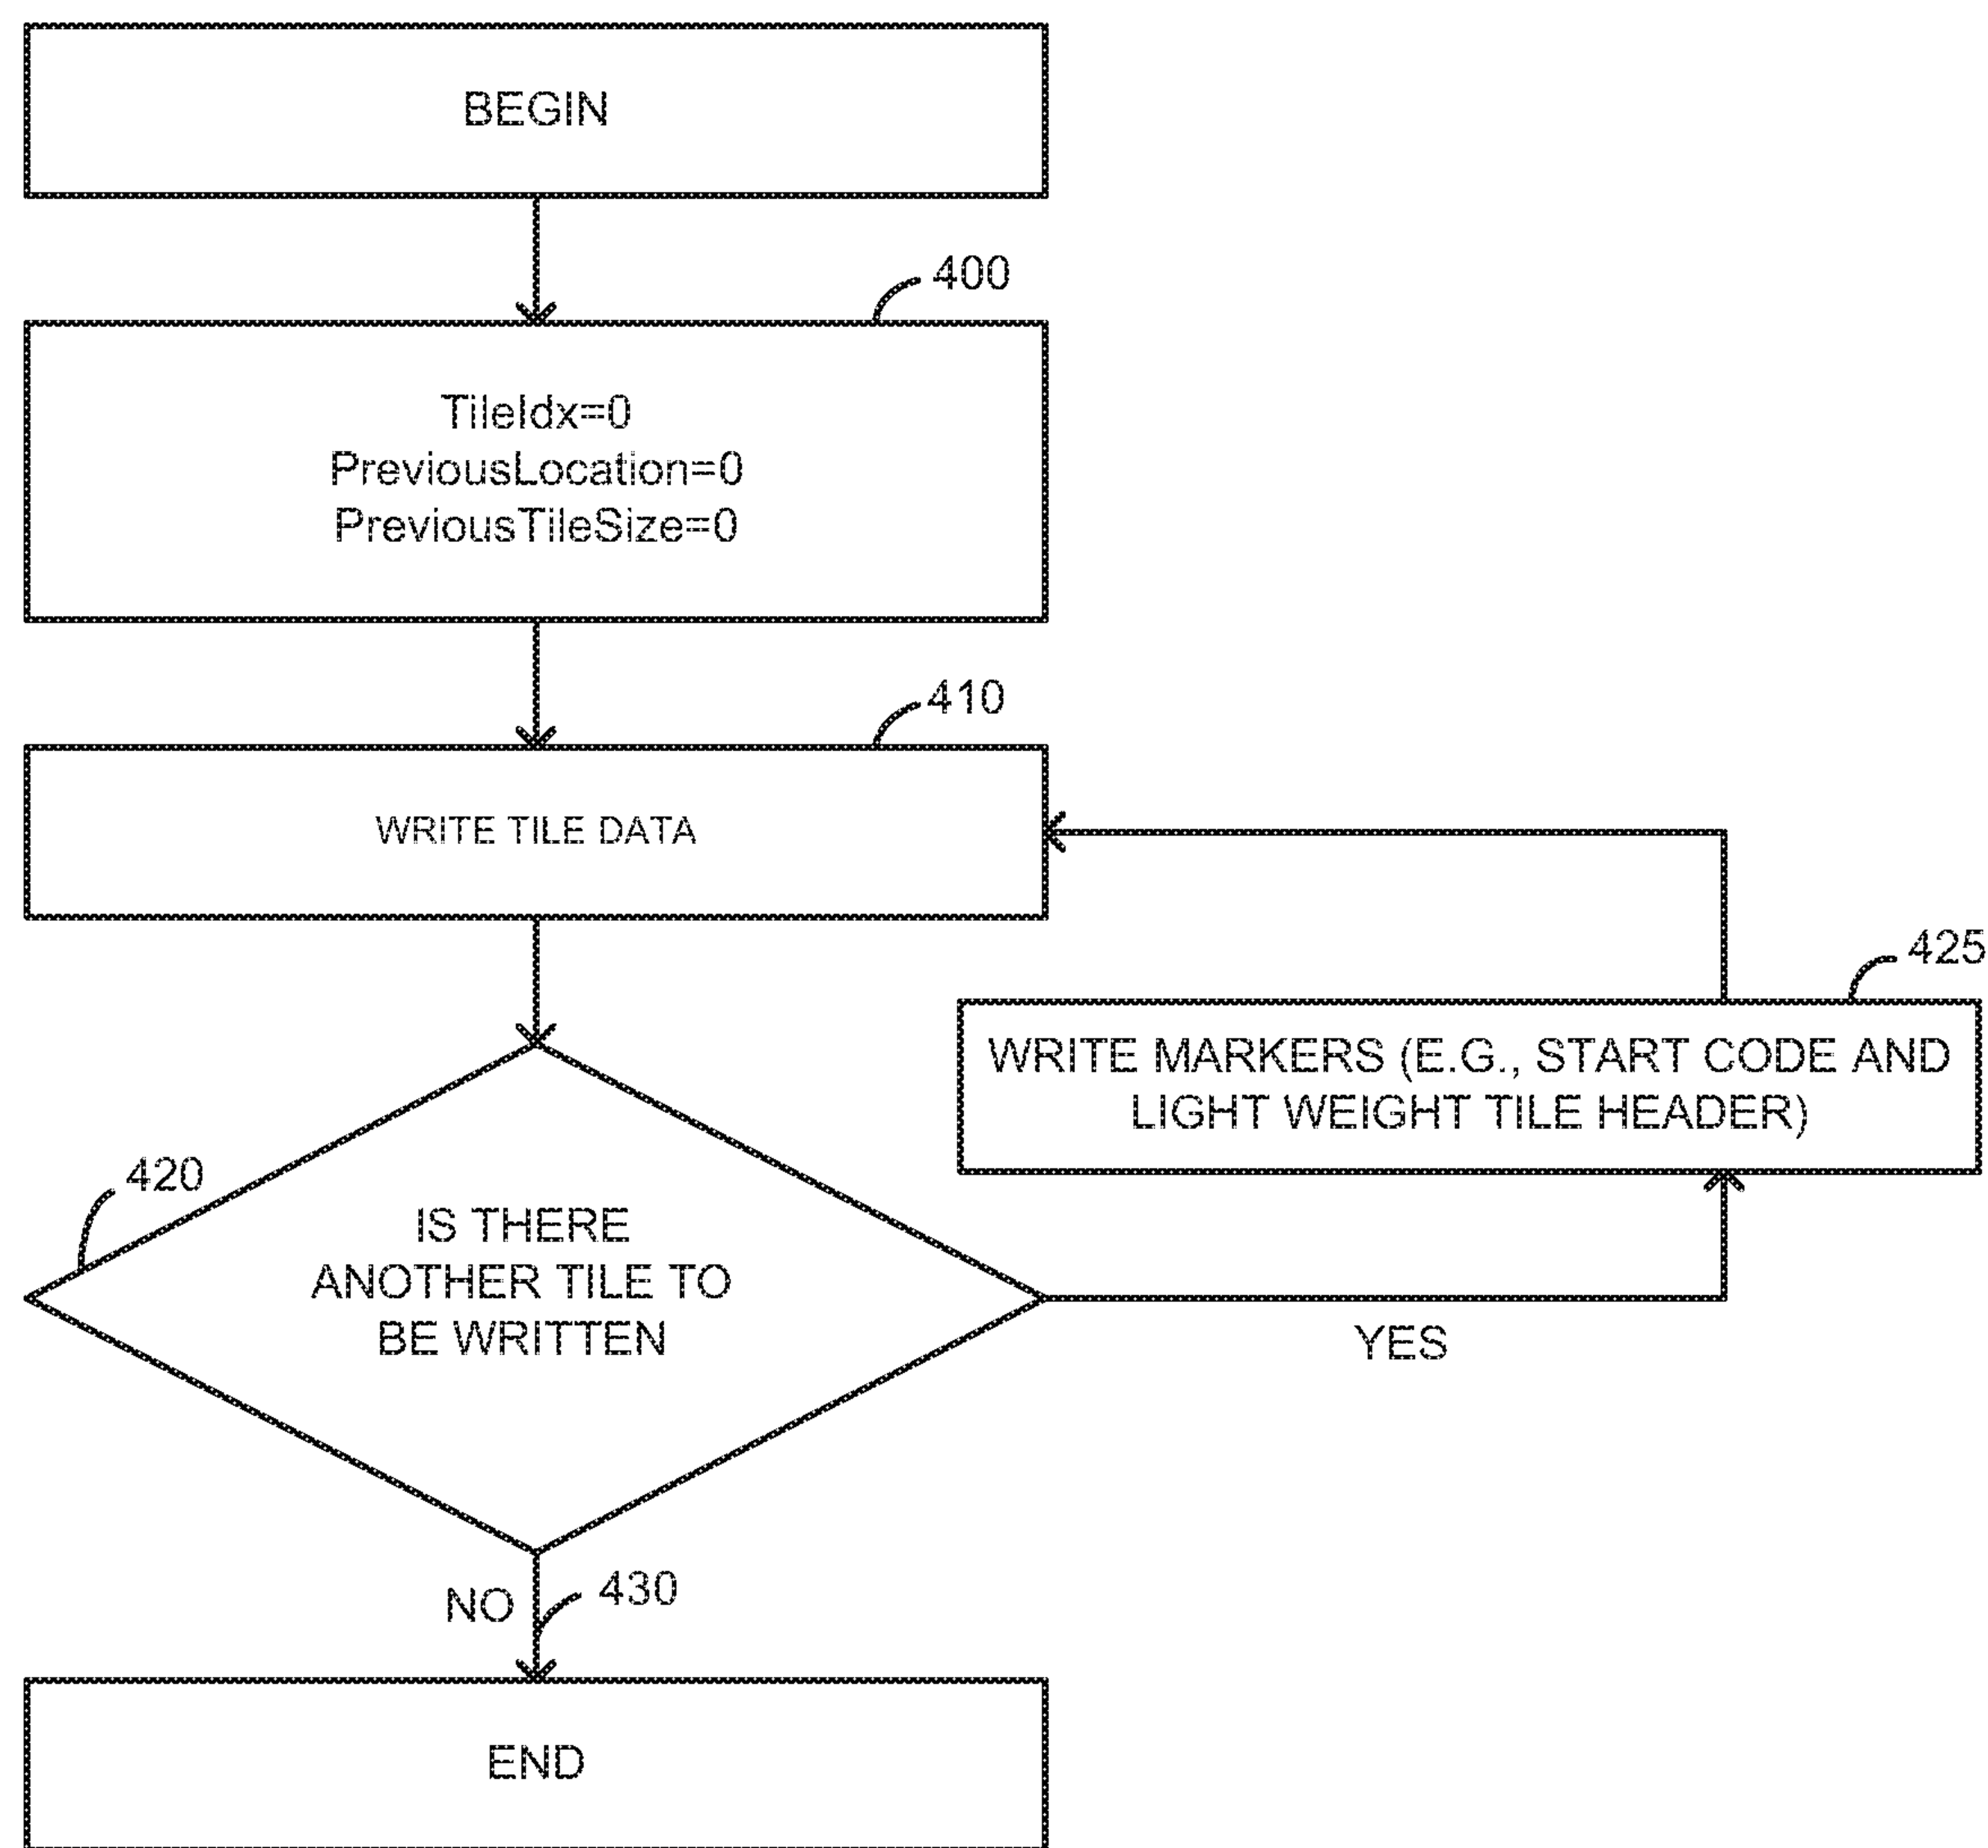 BEGIN
400
TileIdx=0
PreviousLocation=0
PreviousTileSize=0
410
WRITE TILE DATA
425
WRITE MARKERS (E.G., START CODE AND
LIGHT WEIGHT TILE HEADER)
420
IS THERE
ANOTHER TILE TO
BE WRITTEN
YES
NO
430
END